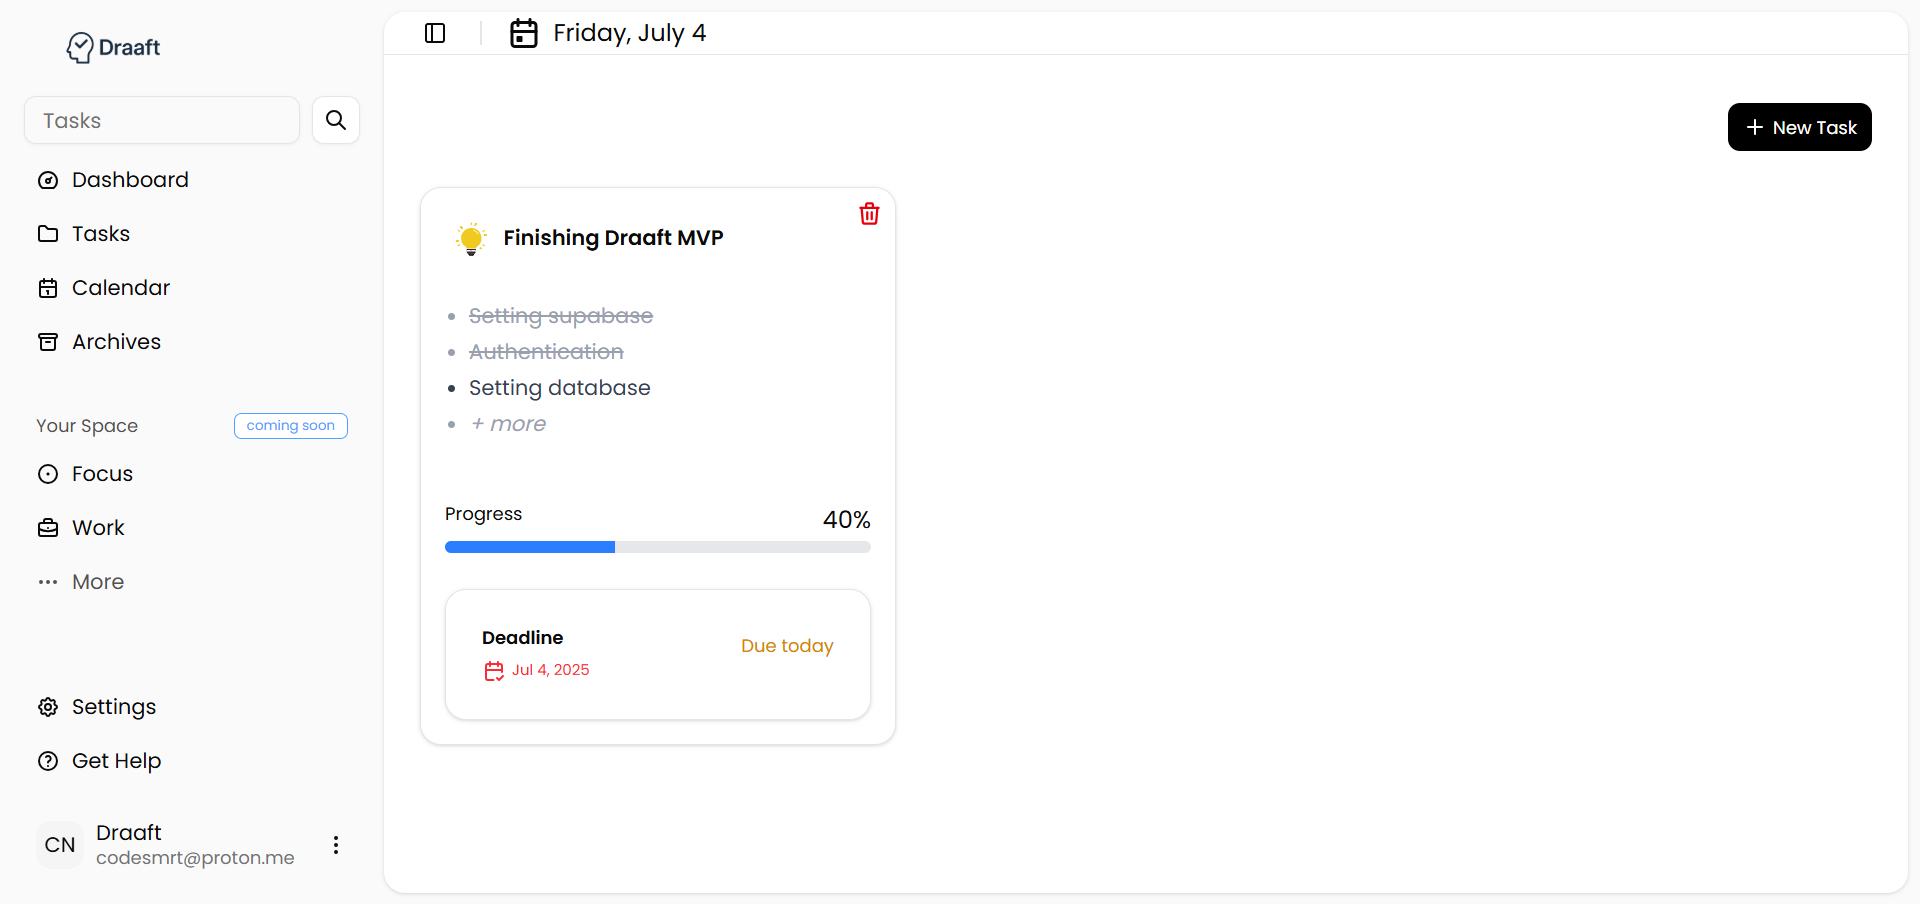 Draaft
Tasks
Dashboard
Tasks
Calendar
Archives
Your Space
coming soon
Focus
Work
More
Settings
Get Help
CN
Draaft
codesmrt@proton.me
Friday, July 4
New Task
Finishing Draaft MVP
Setting supabase
Authentication
Setting database
+ more
Progress
40%
Deadline
Jul 4, 2025
Due today